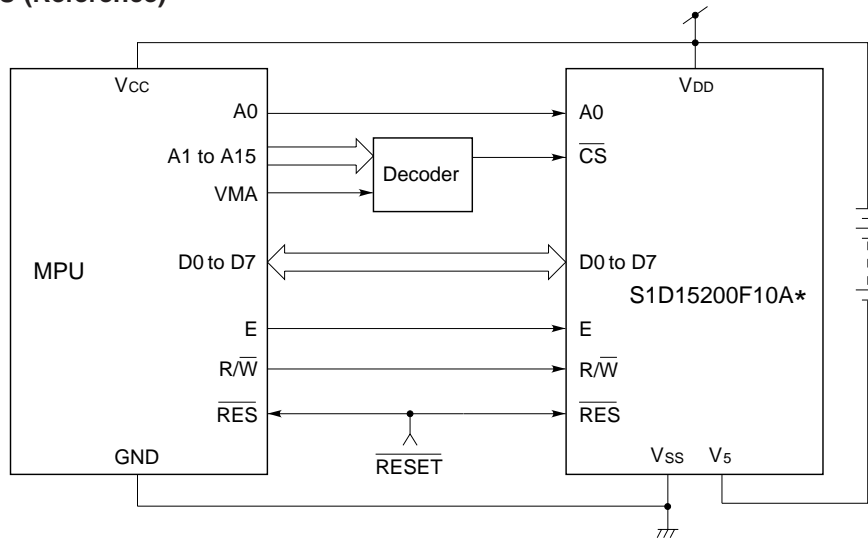 (Reference)
VCC
VDD
A0
A0
A1 to A15
CS
Decoder
VMA
MPU
D0 to D7
D0 to D7
S1D15200F10A*
E
E
R/W
R/W
RES
RES
RESET
GND
VSS
V5